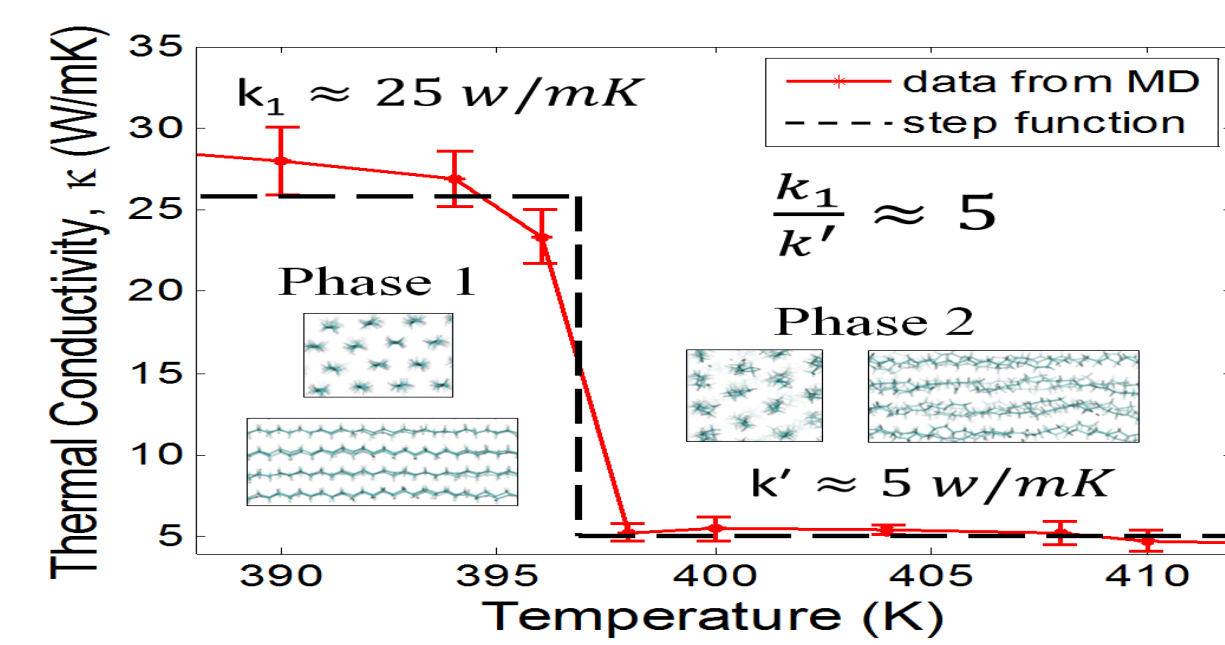 Thermal Conductivity, κ (W/mK)
35
30
25
20
15
10
5
k₁ ≈ 25 w/mK
data from MD
step function
k₁/k′ ≈ 5
Phase 1
Phase 2
k′ ≈ 5 w/mK
390 395 400 405 410
Temperature (K)